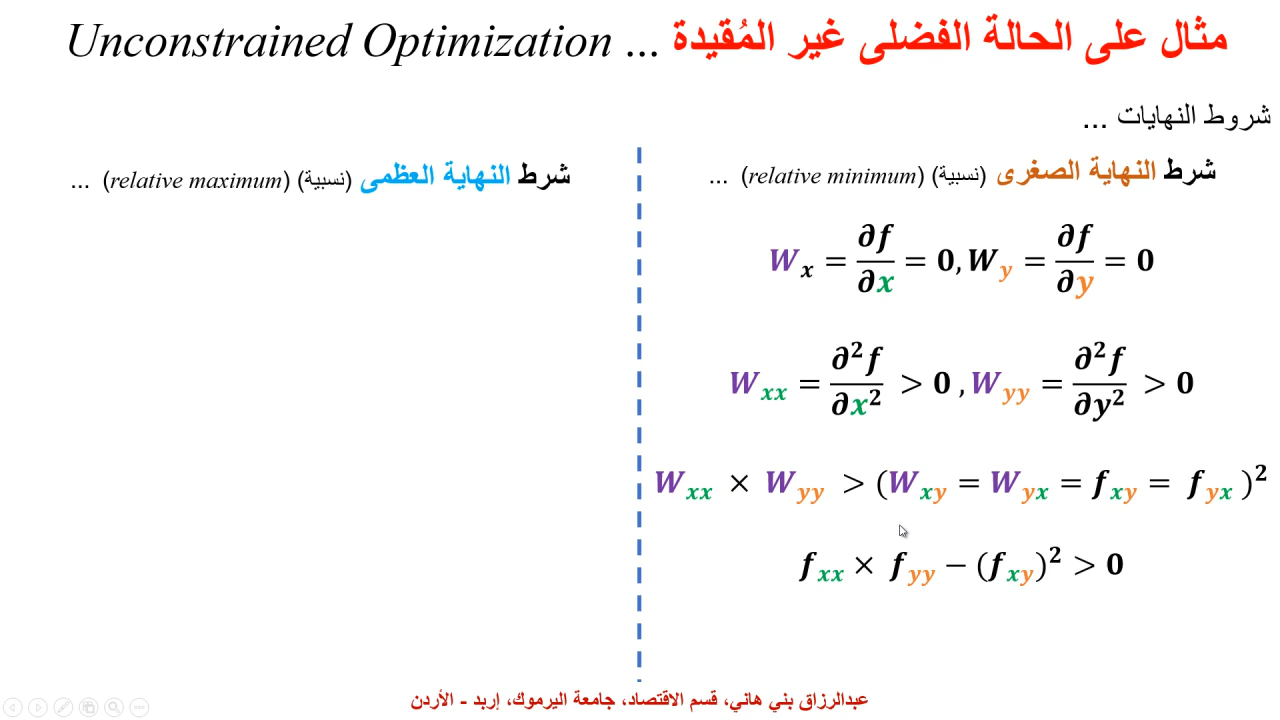 مثال على الحالة الفضلى غير المُقيدة ... Unconstrained Optimization
شروط النهايات ...
شرط النهاية الصغرى (نسبية) (relative minimum) ...
W_x = ∂f/∂x = 0, W_y = ∂f/∂y = 0
W_xx = ∂²f/∂x² > 0 , W_yy = ∂²f/∂y² > 0
W_xx × W_yy > (W_xy = W_yx = f_xy = f_yx )²
f_xx × f_yy − (f_xy)² > 0
شرط النهاية العظمى (نسبية) (relative maximum) ...
عبدالرزاق بني هاني، قسم الاقتصاد، جامعة اليرموك، إربد - الأردن